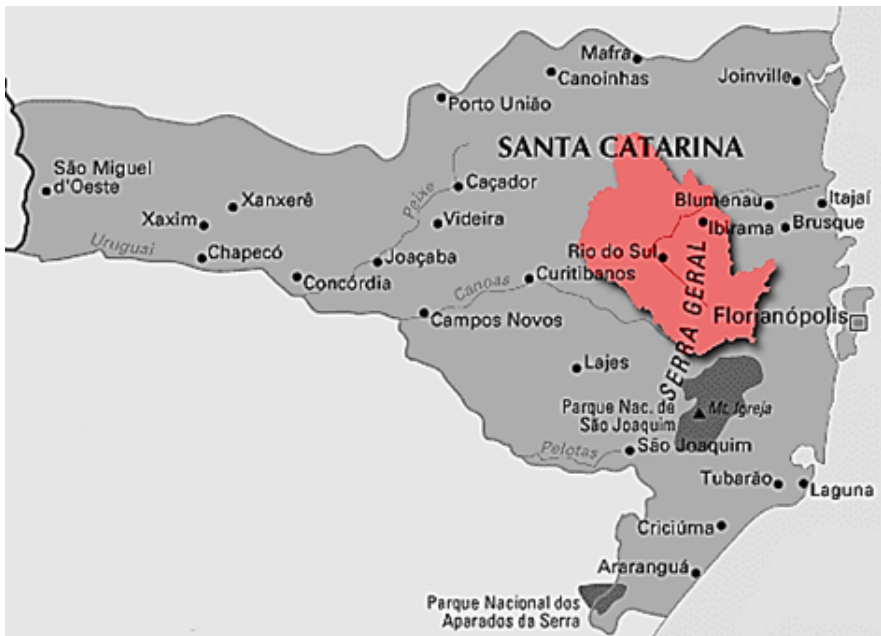 Mafra
Canoinhas
Joinville
Porto União
SANTA CATARINA
São Miguel
d'Oeste
Caçador
Xanxerê
Peixe
Blumenau
Itajaí
Xaxim
Videira
Ibirama
Brusque
Uruguai
Chapecó
Joaçaba
Rio do Sul
Concórdia
Canoas
Curitibanos
SERRA GERAL
Campos Novos
Florianópolis
Lajes
Parque Nac. de
São Joaquim
Mt. Igreja
Pelotas
São Joaquim
Tubarão
Laguna
Criciúma
Araranguá
Parque Nacional dos
Aparados da Serra